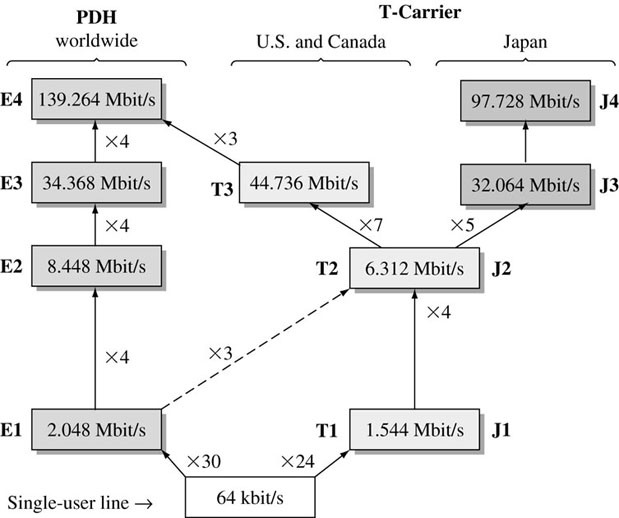 PDH
worldwide
T-Carrier
U.S. and Canada
Japan
E4 139.264 Mbit/s
97.728 Mbit/s J4
×4
×3
E3 34.368 Mbit/s
T3 44.736 Mbit/s
32.064 Mbit/s J3
×4
×7
×5
E2 8.448 Mbit/s
T2 6.312 Mbit/s J2
×4
×3
×4
E1 2.048 Mbit/s
T1 1.544 Mbit/s J1
×30
×24
Single-user line →
64 kbit/s